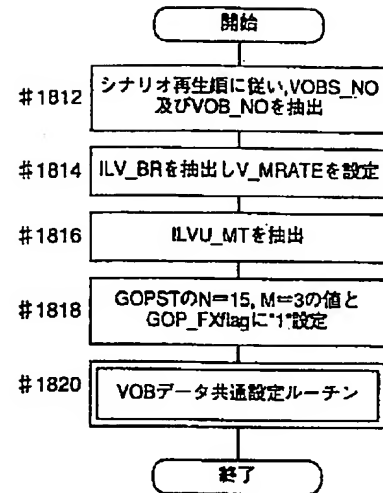 開始
#1812
シナリオ再生順に従い,VOBS_NO
及びVOB_NOを抽出
#1814
ILV_BRを抽出しV_MRATEを設定
#1816
ILVU_MTを抽出
#1818
GOPSTのN=15, M=3の値と
GOP_FXflagに"1"設定
#1820
VOBデータ共通設定ルーチン
終了